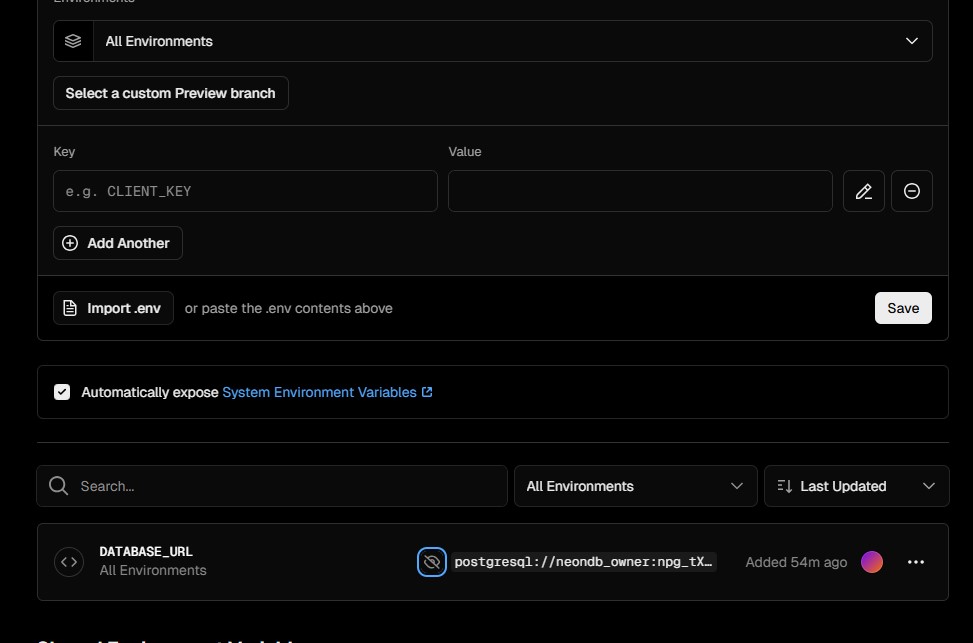 Environments
All Environments
Select a custom Preview branch
Key Value
e.g. CLIENT_KEY
Add Another
Import .env or paste the .env contents above Save
Automatically expose System Environment Variables
Search... All Environments Last Updated
DATABASE_URL
All Environments
postgresql://neondb_owner:npg_tX… Added 54m ago